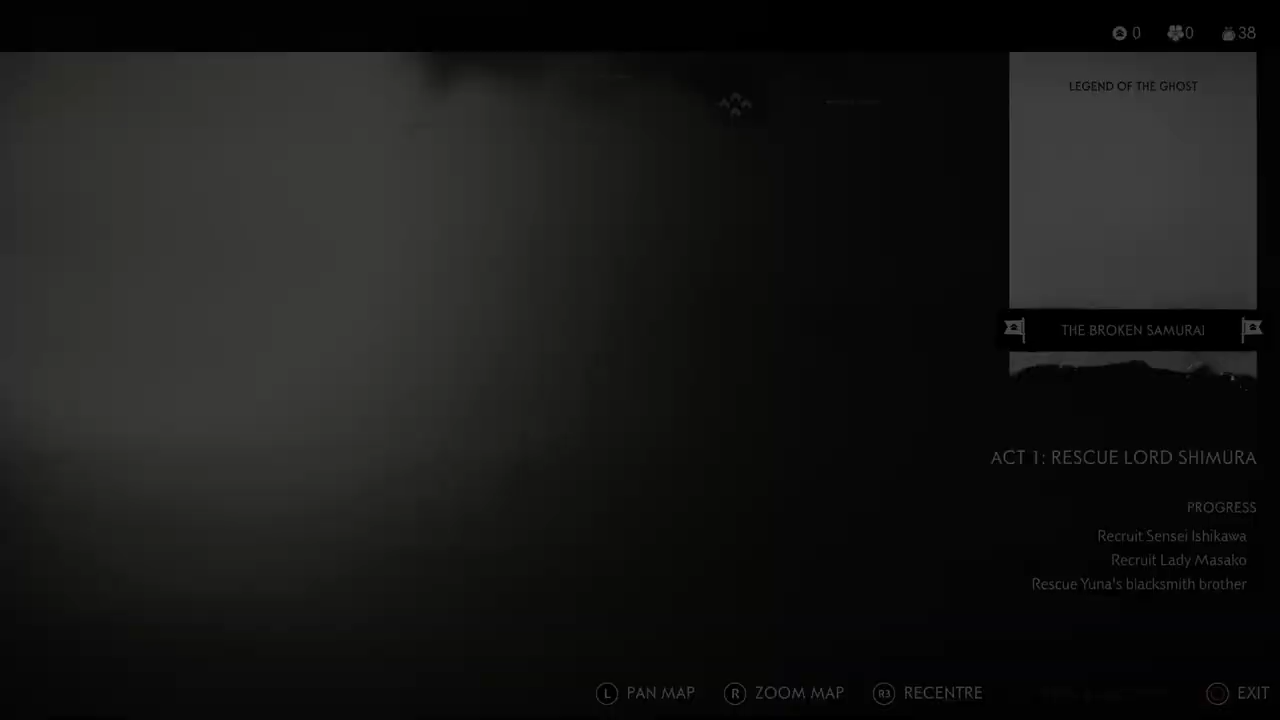 0 0 38
LEGEND OF THE GHOST
THE BROKEN SAMURAI
ACT 1: RESCUE LORD SHIMURA
PROGRESS
Recruit Sensei Ishikawa
Recruit Lady Masako
Rescue Yuna's blacksmith brother
L PAN MAP R ZOOM MAP R3 RECENTRE EXIT